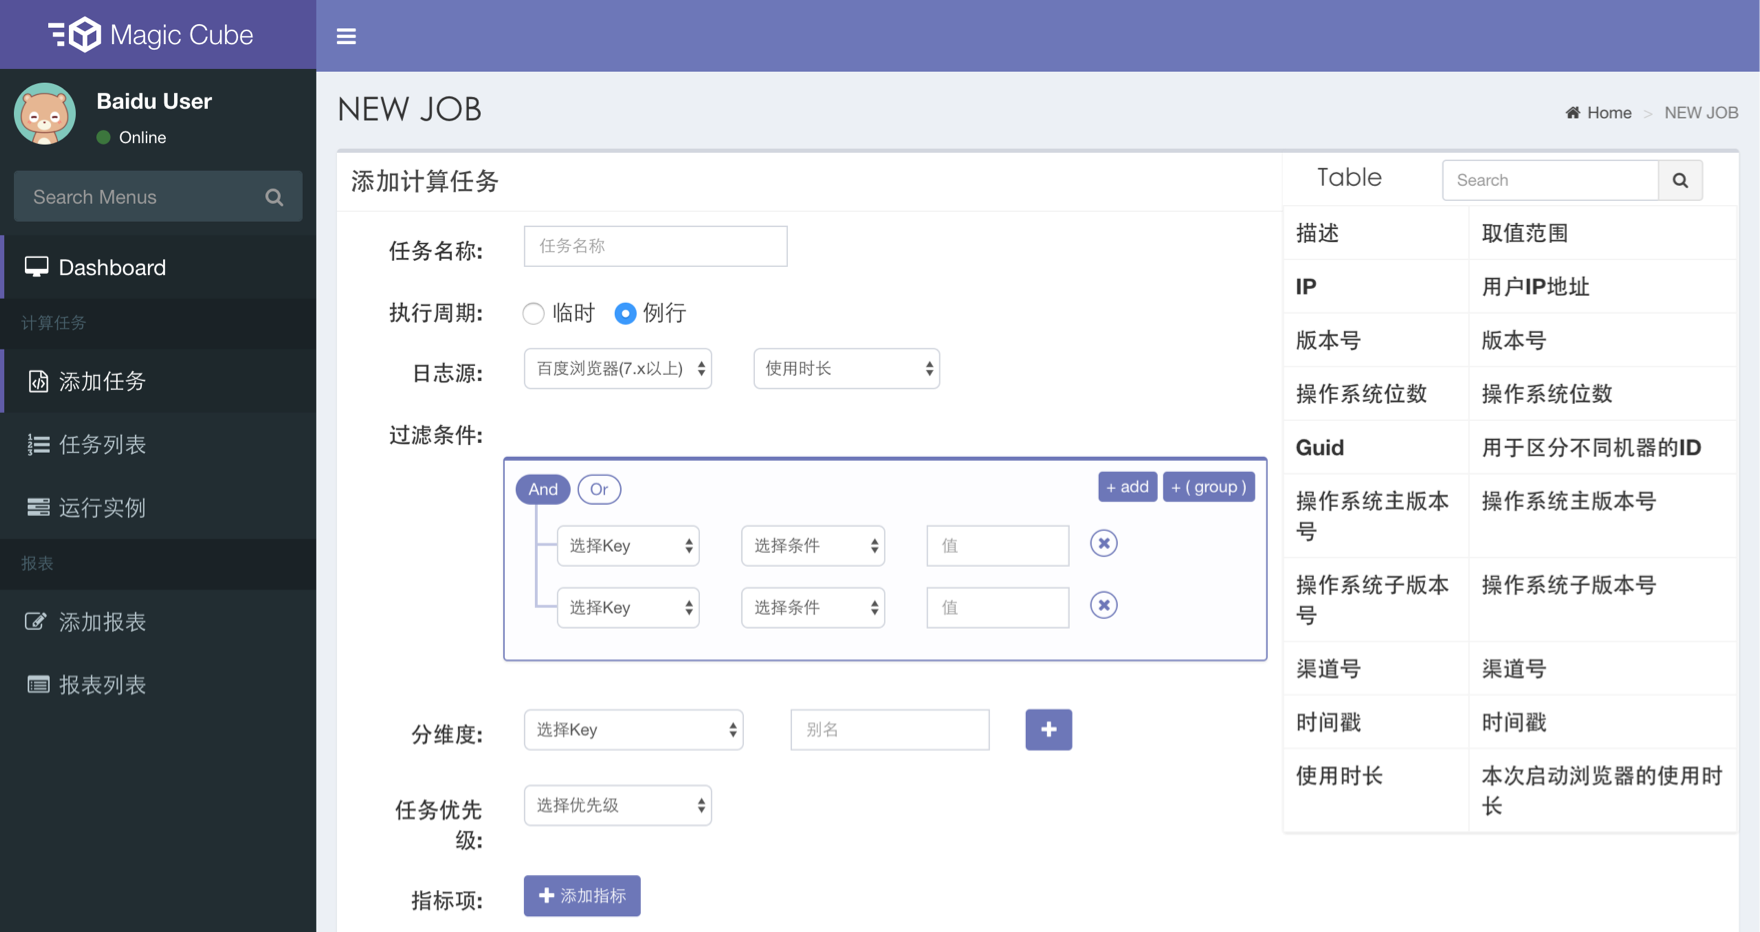 Magic Cube
Baidu User
Online
Search Menus
Dashboard
计算任务
添加任务
任务列表
运行实例
报表
添加报表
报表列表
NEW JOB
Home > NEW JOB
添加计算任务
任务名称:
任务名称
执行周期:
临时 例行
日志源:
百度浏览器(7.x以上) 使用时长
过滤条件:
And Or + add + ( group )
选择Key 选择条件 值
选择Key 选择条件 值
分维度:
选择Key 别名
任务优先
级:
选择优先级
指标项:
添加指标
Table Search
描述 取值范围
IP 用户IP地址
版本号 版本号
操作系统位数 操作系统位数
Guid 用于区分不同机器的ID
操作系统主版本 操作系统主版本号
号
操作系统子版本 操作系统子版本号
号
渠道号 渠道号
时间戳 时间戳
使用时长 本次启动浏览器的使用时
长